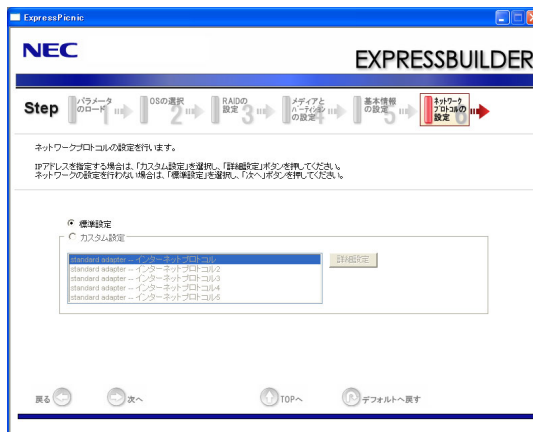 ExpressPicnic
NEC
EXPRESSBUILDER
Step
パラメータのロード 1
OSの選択 2
RAIDの設定 3
メディアとパーティションの設定 4
基本情報の設定 5
ネットワークプロトコルの設定 6
ネットワークプロトコルの設定を行います。
IPアドレスを指定する場合は、「カスタム設定」を選択し、「詳細設定」ボタンを押してください。
ネットワークの設定を行わない場合は、「標準設定」を選択し、「次へ」ボタンを押してください。
標準設定
カスタム設定
standard adapter -- インターネットプロトコル
詳細設定
standard adapter -- インターネットプロトコル2
standard adapter -- インターネットプロトコル3
standard adapter -- インターネットプロトコル4
standard adapter -- インターネットプロトコル5
戻る
次へ
TOPへ
デフォルトへ戻す